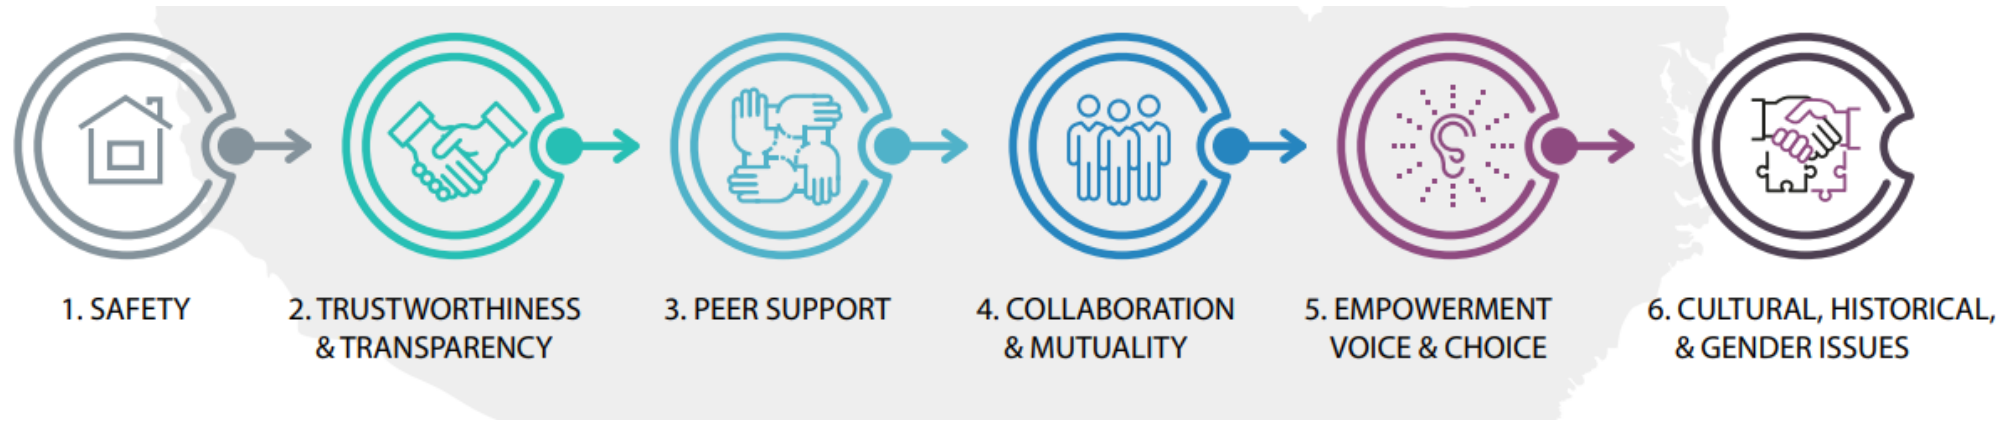 1. SAFETY
2. TRUSTWORTHINESS
& TRANSPARENCY
3. PEER SUPPORT
4. COLLABORATION
& MUTUALITY
5. EMPOWERMENT
VOICE & CHOICE
6. CULTURAL, HISTORICAL,
& GENDER ISSUES